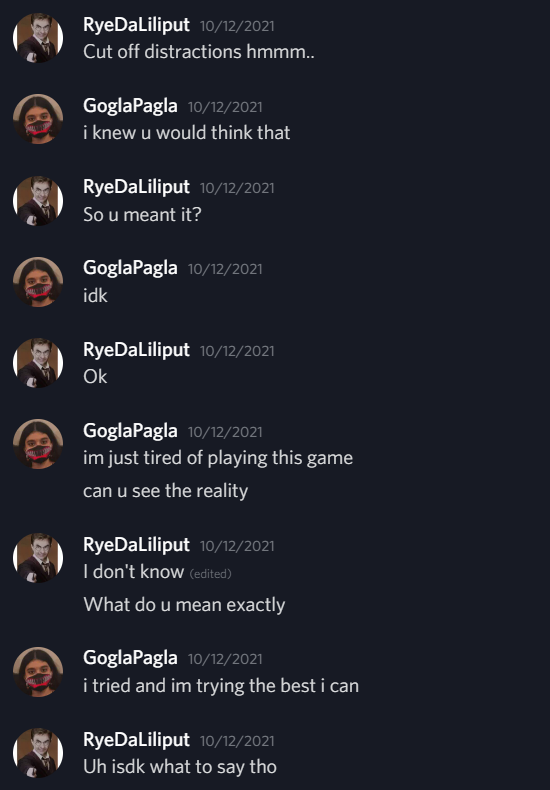 RyeDaLiliput 10/12/2021
Cut off distractions hmmm..
GoglaPagla 10/12/2021
i knew u would think that
RyeDaLiliput 10/12/2021
So u meant it?
GoglaPagla 10/12/2021
idk
RyeDaLiliput 10/12/2021
Ok
GoglaPagla 10/12/2021
im just tired of playing this game
can u see the reality
RyeDaLiliput 10/12/2021
I don't know (edited)
What do u mean exactly
GoglaPagla 10/12/2021
i tried and im trying the best i can
RyeDaLiliput 10/12/2021
Uh isdk what to say tho